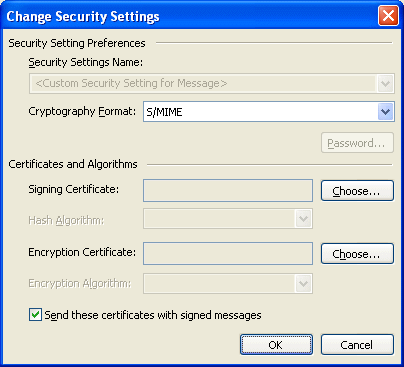 Change Security Settings
Security Setting Preferences
Security Settings Name:
<Custom Security Setting for Message>
Cryptography Format: S/MIME
Password...
Certificates and Algorithms
Signing Certificate: Choose...
Hash Algorithm:
Encryption Certificate: Choose...
Encryption Algorithm:
Send these certificates with signed messages
OK Cancel